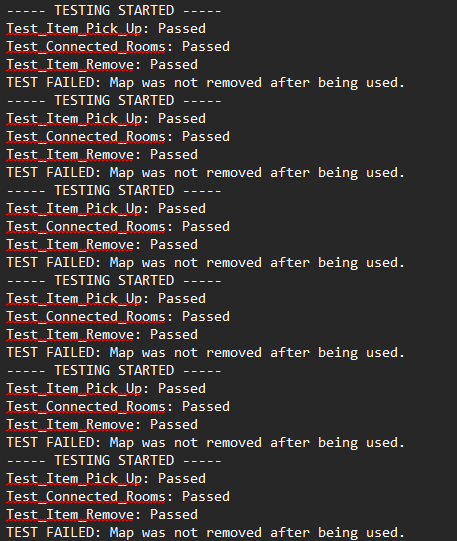 ----- TESTING STARTED -----
Test_Item_Pick_Up: Passed
Test_Connected_Rooms: Passed
Test_Item_Remove: Passed
TEST FAILED: Map was not removed after being used.
----- TESTING STARTED -----
Test_Item_Pick_Up: Passed
Test_Connected_Rooms: Passed
Test_Item_Remove: Passed
TEST FAILED: Map was not removed after being used.
----- TESTING STARTED -----
Test_Item_Pick_Up: Passed
Test_Connected_Rooms: Passed
Test_Item_Remove: Passed
TEST FAILED: Map was not removed after being used.
----- TESTING STARTED -----
Test_Item_Pick_Up: Passed
Test_Connected_Rooms: Passed
Test_Item_Remove: Passed
TEST FAILED: Map was not removed after being used.
----- TESTING STARTED -----
Test_Item_Pick_Up: Passed
Test_Connected_Rooms: Passed
Test_Item_Remove: Passed
TEST FAILED: Map was not removed after being used.
----- TESTING STARTED -----
Test_Item_Pick_Up: Passed
Test_Connected_Rooms: Passed
Test_Item_Remove: Passed
TEST FAILED: Map was not removed after being used.